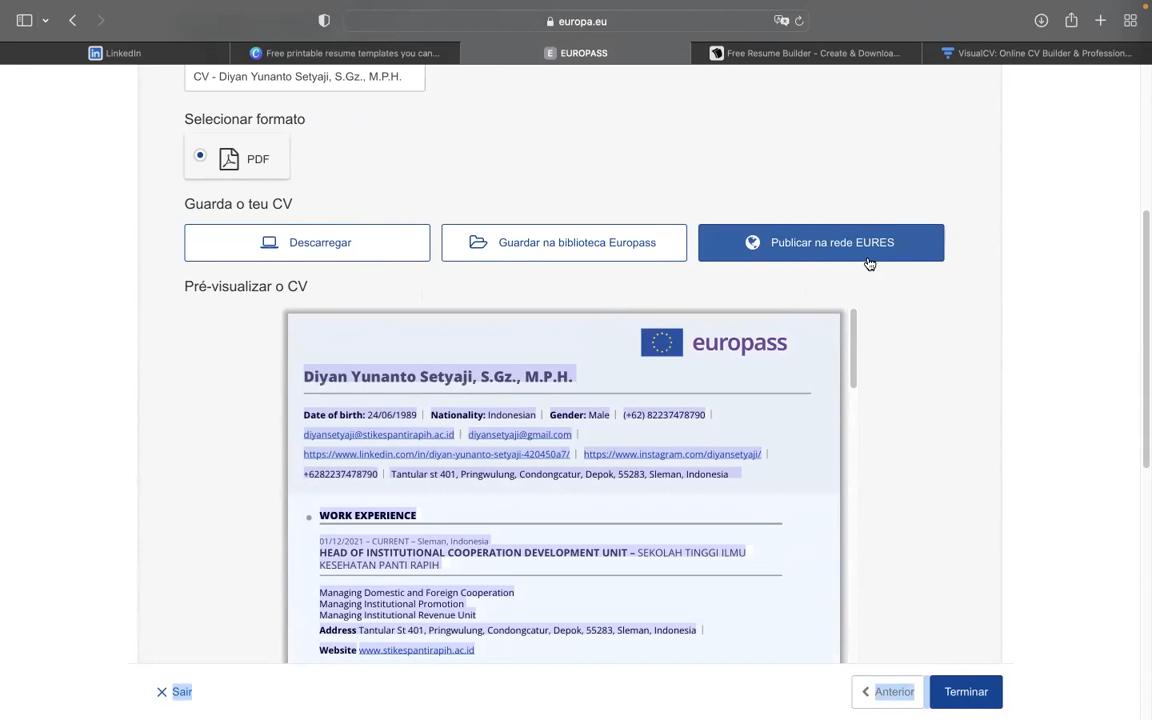 europa.eu
LinkedIn
Free printable resume templates you can...
E EUROPASS
Free Resume Builder - Create & Downloa...
VisualCV: Online CV Builder & Profession...
CV - Diyan Yunanto Setyaji, S.Gz., M.P.H.
Selecionar formato
PDF
Guarda o teu CV
Descarregar
Guardar na biblioteca Europass
Publicar na rede EURES
Pré-visualizar o CV
europass
Diyan Yunanto Setyaji, S.Gz., M.P.H.
Date of birth: 24/06/1989 | Nationality: Indonesian | Gender: Male | (+62) 82237478790 |
diyansetyaji@stikespantirapih.ac.id | diyansetyaji@gmail.com |
https://www.linkedin.com/in/diyan-yunanto-setyaji-420450a7/ | https://www.instagram.com/diyansetyaji/ |
+6282237478790 | Tantular st 401, Pringwulung, Condongcatur, Depok, 55283, Sleman, Indonesia
WORK EXPERIENCE
01/12/2021 – CURRENT – Sleman, Indonesia
HEAD OF INSTITUTIONAL COOPERATION DEVELOPMENT UNIT – SEKOLAH TINGGI ILMU
KESEHATAN PANTI RAPIH
Managing Domestic and Foreign Cooperation
Managing Institutional Promotion
Managing Institutional Revenue Unit
Address Tantular St 401, Pringwulung, Condongcatur, Depok, 55283, Sleman, Indonesia |
Website www.stikespantirapih.ac.id
Sair
Anterior
Terminar